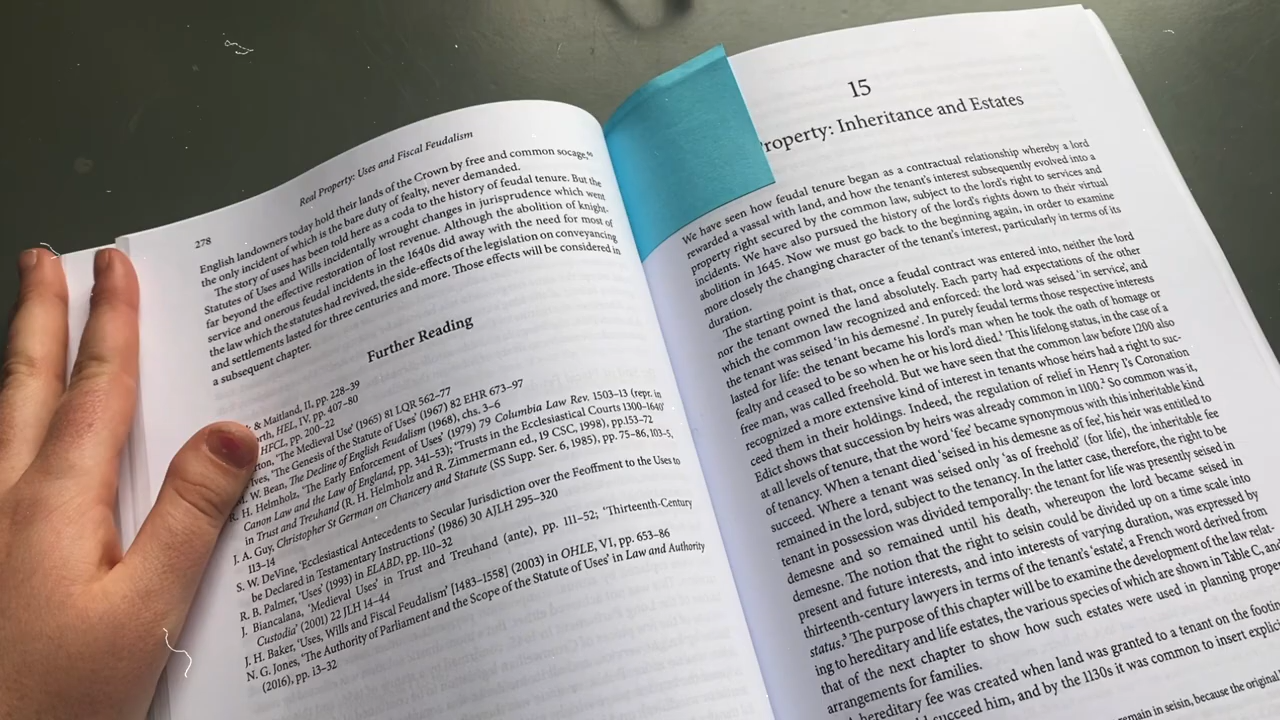 278
Real Property: Uses and Fiscal Feudalism
English landowners today hold their lands of the Crown by free and common socage,
the only incident of which is the bare duty of fealty, never demanded.
The story of uses has been told here as a coda to the history of feudal tenure. But the
Statutes of Uses and Wills incidentally wrought changes in jurisprudence which went
far beyond the effective restoration of lost revenue. Although the abolition of knight-
service and onerous feudal incidents in the 1640s did away with the need for most of
the law which the statutes had revived, the side-effects of the legislation on conveyancing
and settlements lasted for three centuries and more. Those effects will be considered in
a subsequent chapter.
Further Reading
& Maitland, II, pp. 228–39
HEL, IV, pp. 407–80
HFCL, pp. 200–22
'The Medieval Use' (1965) 81 LQR 562–77
'The Genesis of the Statute of Uses' (1967) 82 EHR 673–97
W. Bean, The Decline of English Feudalism (1968), chs. 3–6
R. H. Helmholz, 'The Early Enforcement of Uses' (1979) 79 Columbia Law Rev. 1503–13 (repr. in
Canon Law and the Law of England, pp. 341–53); 'Trusts in the Ecclesiastical Courts 1300–1640'
in Trust and Treuhand (R. H. Helmholz and R. Zimmermann ed., 19 CSC, 1998), pp.153–72
J. A. Guy, Christopher St German on Chancery and Statute (SS Supp. Ser. 6, 1985), pp. 75–86, 103–5,
113–14
S. W. DeVine, 'Ecclesiastical Antecedents to Secular Jurisdiction over the Feoffment to the Uses to
be Declared in Testamentary Instructions' (1986) 30 AJLH 295–320
R. B. Palmer, 'Uses' (1993) in ELABD, pp. 110–32
J. Biancalana, 'Medieval Uses' in Trust and Treuhand (ante), pp. 111–52; 'Thirteenth-Century
Custodia' (2001) 22 JLH 14–44
J. H. Baker, 'Uses, Wills and Fiscal Feudalism' [1483–1558] (2003) in OHLE, VI, pp. 653–86
N. G. Jones, 'The Authority of Parliament and the Scope of the Statute of Uses' in Law and Authority
(2016), pp. 13–32
15
Property: Inheritance and Estates
We have seen how feudal tenure began as a contractual relationship whereby a lord
rewarded a vassal with land, and how the tenant's interest subsequently evolved into a
property right secured by the common law, subject to the lord's right to services and
incidents. We have also pursued the history of the lord's rights down to their virtual
abolition in 1645. Now we must go back to the beginning again, in order to examine
more closely the changing character of the tenant's interest, particularly in terms of its
duration.
The starting point is that, once a feudal contract was entered into, neither the lord
nor the tenant owned the land absolutely. Each party had expectations of the other
which the common law recognized and enforced: the lord was seised 'in service', and
the tenant was seised 'in his demesne'. In purely feudal terms those respective interests
lasted for life: the tenant became his lord's man when he took the oath of homage or
fealty and ceased to be so when he or his lord died.¹ This lifelong status, in the case of a
free man, was called freehold. But we have seen that the common law before 1200 also
recognized a more extensive kind of interest in tenants whose heirs had a right to suc-
ceed them in their holdings. Indeed, the regulation of relief in Henry I's Coronation
Edict shows that succession by heirs was already common in 1100.² So common was it,
at all levels of tenure, that the word 'fee' became synonymous with this inheritable kind
of tenancy. When a tenant died 'seised in his demesne as of fee', his heir was entitled to
succeed. Where a tenant was seised only 'as of freehold' (for life), the inheritable fee
remained in the lord, subject to the tenancy. In the latter case, therefore, the right to be
tenant in possession was divided temporally: the tenant for life was presently seised in
demesne and so remained until his death, whereupon the lord became seised in
demesne. The notion that the right to seisin could be divided up on a time scale into
present and future interests, and into interests of varying duration, was expressed by
thirteenth-century lawyers in terms of the tenant's 'estate', a French word derived from
status.³ The purpose of this chapter will be to examine the development of the law relat-
ing to hereditary and life estates, the various species of which are shown in Table C, and
that of the next chapter to show how such estates were used in planning proper
arrangements for families.
hereditary fee was created when land was granted to a tenant on the footin
succeed him, and by the 1130s it was common to insert explici
remain in seisin, because the original